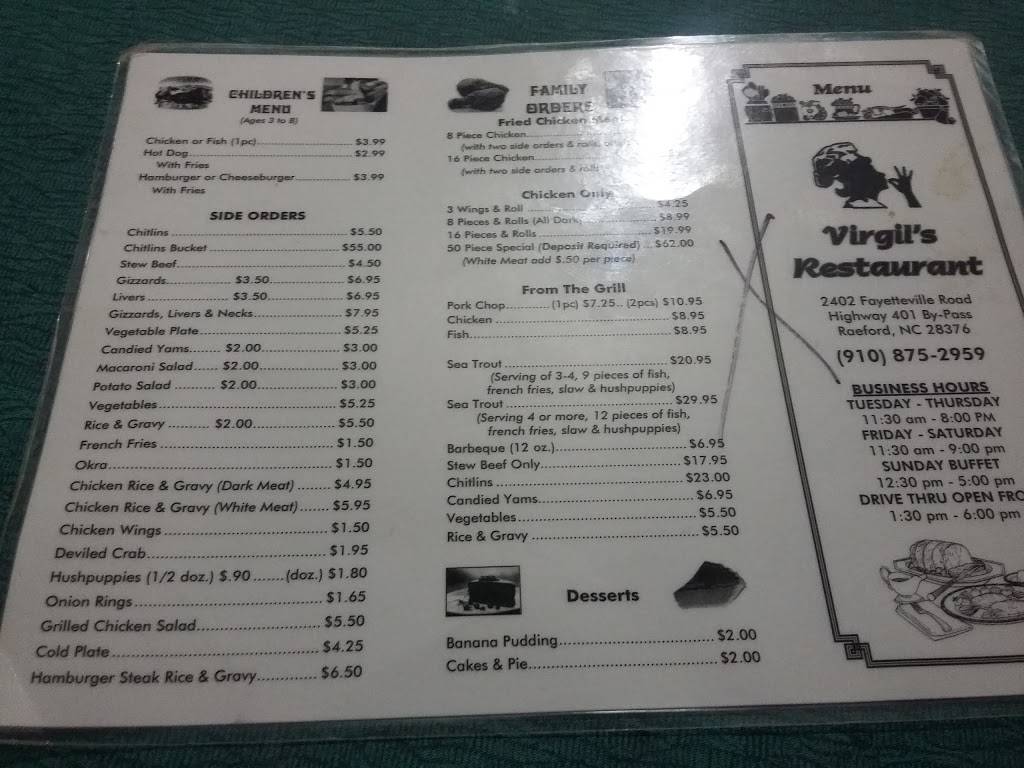 CHILDREN'S
MENU
(Ages 3 to 8)
Chicken or Fish (1pc)..............................$3.99
Hot Dog..................................................$2.99
With Fries
Hamburger or Cheeseburger................$3.99
With Fries
SIDE ORDERS
Chitlins.................................................$5.50
Chitlins Bucket....................................$55.00
Stew Beef............................................$4.50
Gizzards.................$3.50....................$6.95
Livers.....................$3.50....................$6.95
Gizzards, Livers & Necks.......................$7.95
Vegetable Plate....................................$5.25
Candied Yams........$2.00.....................$3.00
Macaroni Salad......$2.00.....................$3.00
Potato Salad..........$2.00.....................$3.00
Vegetables...........................................$5.25
Rice & Gravy..........$2.00.....................$5.50
French Fries.........................................$1.50
Okra....................................................$1.50
Chicken Rice & Gravy (Dark Meat)........$4.95
Chicken Rice & Gravy (White Meat).......$5.95
Chicken Wings.....................................$1.50
Deviled Crab........................................$1.95
Hushpuppies (1/2 doz.) $.90.......(doz.) $1.80
Onion Rings.........................................$1.65
Grilled Chicken Salad...........................$5.50
Cold Plate............................................$4.25
Hamburger Steak Rice & Gravy.............$6.50
FAMILY
ORDERS
Fried Chicken
8 Piece Chicken
(with two side orders & rolls,
16 Piece Chicken
(with two side orders & rolls
Chicken Only
3 Wings & Roll.......................$4.25
8 Pieces & Rolls (All Dark).......$8.99
16 Pieces & Rolls...................$19.99
50 Piece Special (Deposit Required)...$62.00
(White Meat add $.50 per piece)
From The Grill
Pork Chop...........(1pc) $7.25..(2pcs) $10.95
Chicken................................................$8.95
Fish......................................................$8.95
Sea Trout............................................$20.95
(Serving of 3-4, 9 pieces of fish,
french fries, slaw & hushpuppies)
Sea Trout............................................$29.95
(Serving 4 or more, 12 pieces of fish,
french fries, slaw & hushpuppies)
Barbeque (12 oz.)..................................$6.95
Stew Beef Only....................................$17.95
Chitlins................................................$23.00
Candied Yams.......................................$6.95
Vegetables............................................$5.50
Rice & Gravy........................................$5.50
Desserts
Banana Pudding...................................$2.00
Cakes & Pie..........................................$2.00
Menu
Virgil's
Restaurant
2402 Fayetteville Road
Highway 401 By-Pass
Raeford, NC 28376
(910) 875-2959
BUSINESS HOURS
TUESDAY - THURSDAY
11:30 am - 8:00 PM
FRIDAY - SATURDAY
11:30 am - 9:00 pm
SUNDAY BUFFET
12:30 pm - 5:00 pm
DRIVE THRU OPEN FRO
1:30 pm - 6:00 pm